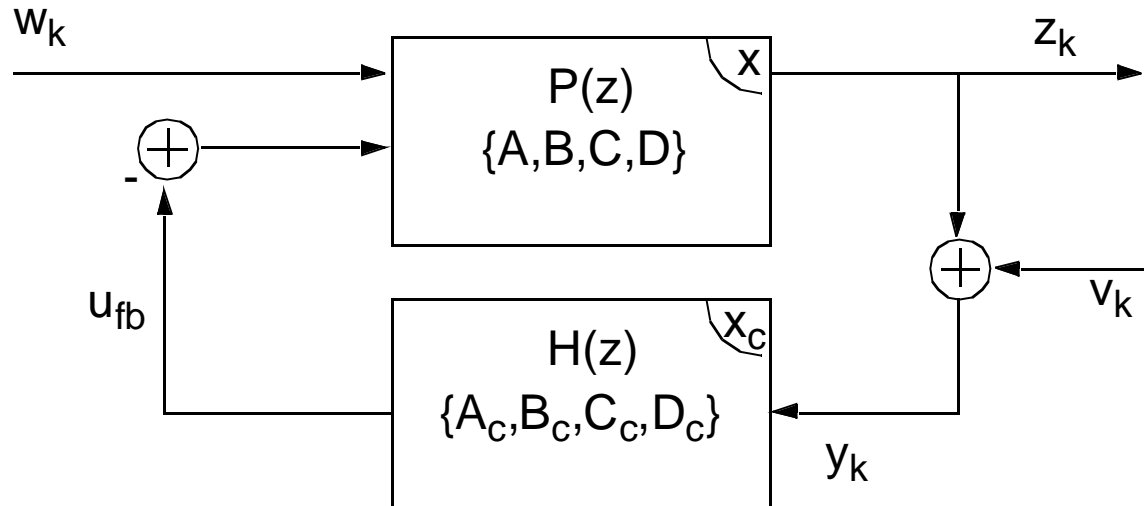 w_k
z_k
x
P(z)
{A,B,C,D}
+
-
+
v_k
u_fb
x_c
H(z)
{A_c,B_c,C_c,D_c}
y_k